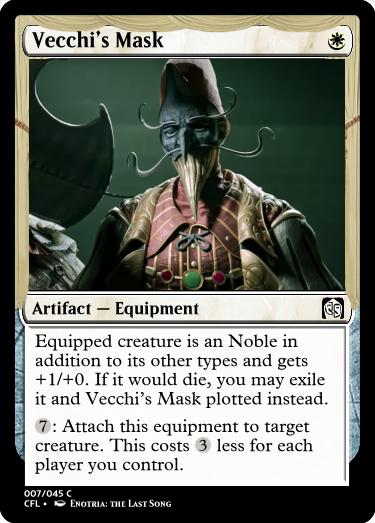 Vecchi's Mask
Artifact — Equipment
Equipped creature is an Noble in
addition to its other types and gets
+1/+0. If it would die, you may exile
it and Vecchi's Mask plotted instead.
7: Attach this equipment to target
creature. This costs 3 less for each
player you control.
007/045 C
CFL • Enotria: the Last Song